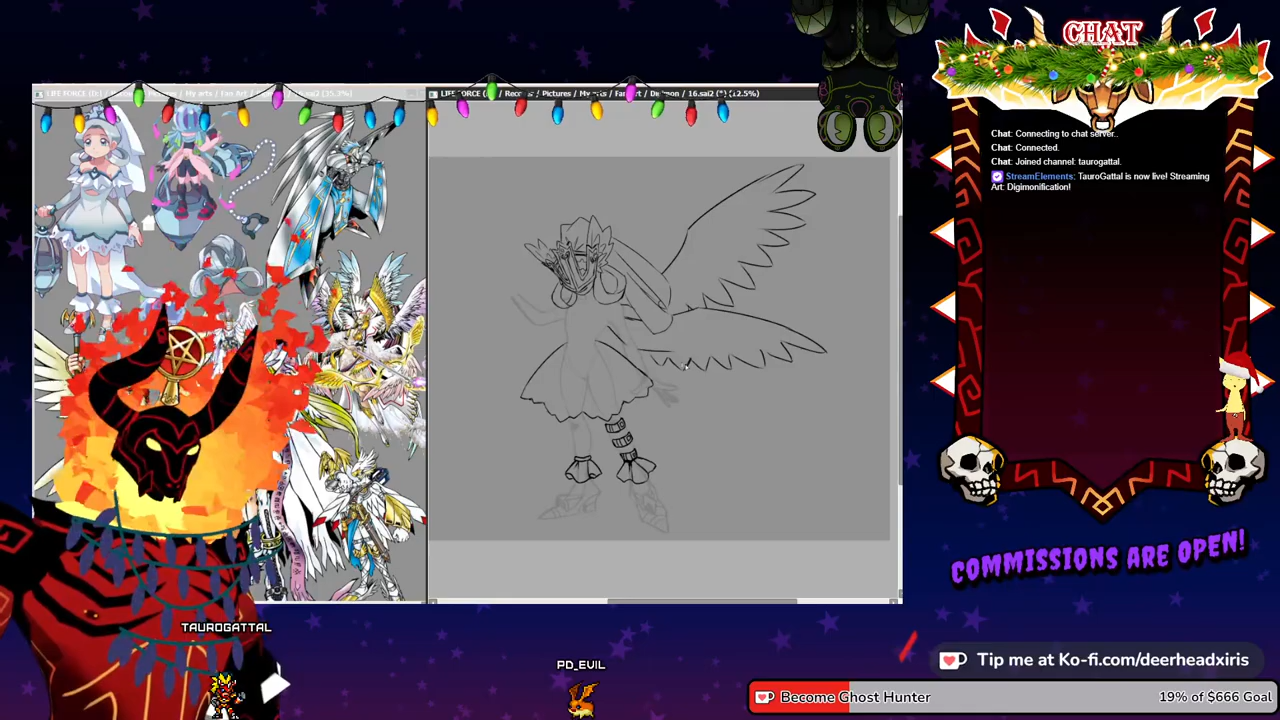 CHAT
Chat: Connecting to chat server..
Chat: Connected.
Chat: Joined channel: taurogattal.
StreamElements: TauroGattal is now live! Streaming
Art: Digimonification!
COMMISSIONS ARE OPEN!
TAUROGATTAL
PD_EVIL
Tip me at Ko-fi.com/deerheadxiris
Become Ghost Hunter
19% of $666 Goal